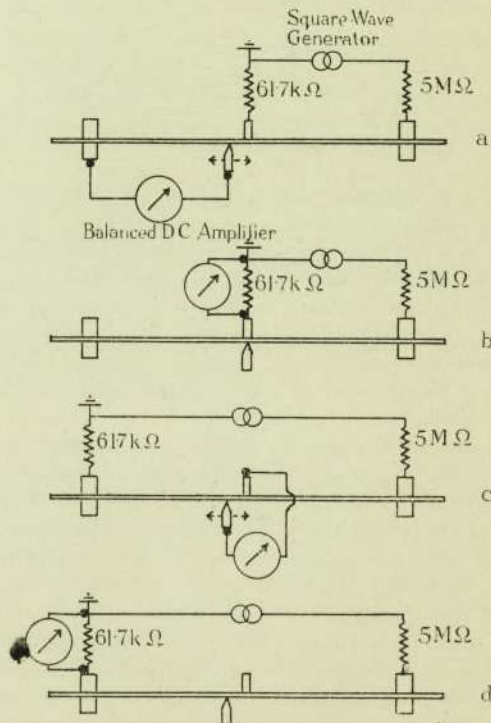 Square Wave
Generator
61·7kΩ
5MΩ
a
Balanced DC Amplifier
61·7kΩ
5MΩ
b
61·7kΩ
5MΩ
c
61·7kΩ
5MΩ
d